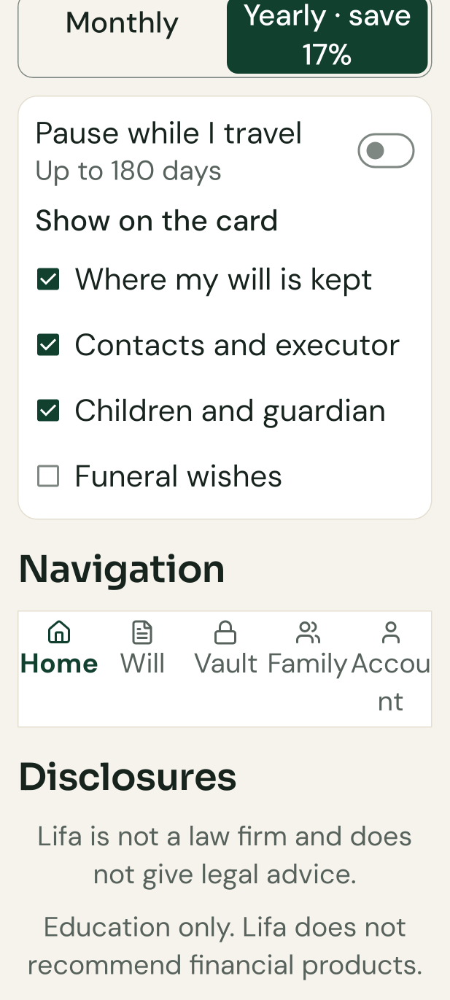 Monthly
Yearly · save
17%
Pause while I travel
Up to 180 days
Show on the card
Where my will is kept
Contacts and executor
Children and guardian
Funeral wishes
Navigation
Home
Will
Vault
Family
Accou
nt
Disclosures
Lifa is not a law firm and does
not give legal advice.
Education only. Lifa does not
recommend financial products.